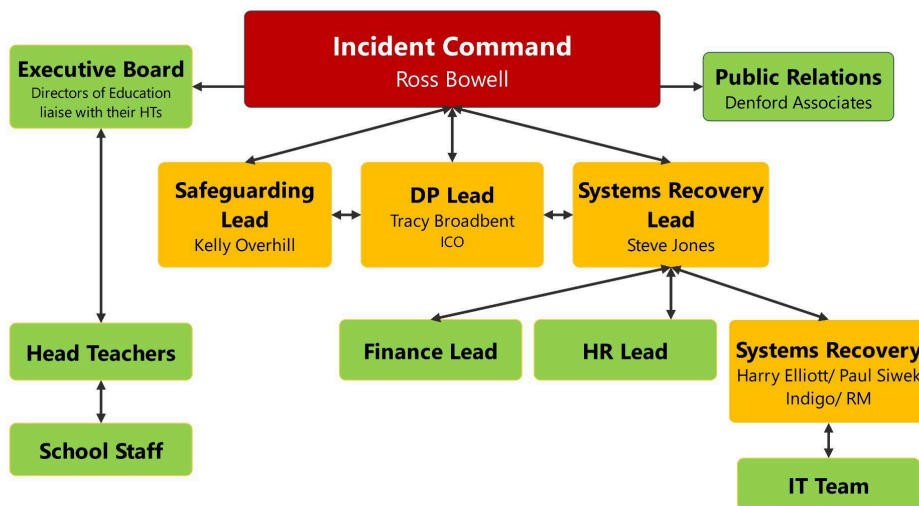 Incident Command
Ross Bowell
Executive Board
Directors of Education
liaise with their HTs
Public Relations
Denford Associates
Safeguarding
Lead
Kelly Overhill
DP Lead
Tracy Broadbent
ICO
Systems Recovery
Lead
Steve Jones
Head Teachers
Finance Lead
HR Lead
Systems Recovery
Harry Elliott/ Paul Siwek
Indigo/ RM
School Staff
IT Team